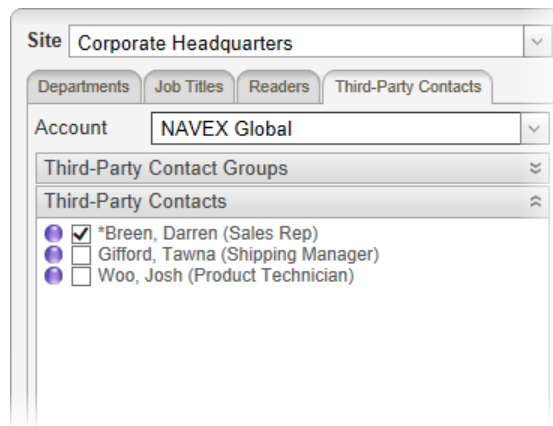 Site Corporate Headquarters
Departments Job Titles Readers Third-Party Contacts
Account NAVEX Global
Third-Party Contact Groups
Third-Party Contacts
*Breen, Darren (Sales Rep)
Gifford, Tawna (Shipping Manager)
Woo, Josh (Product Technician)